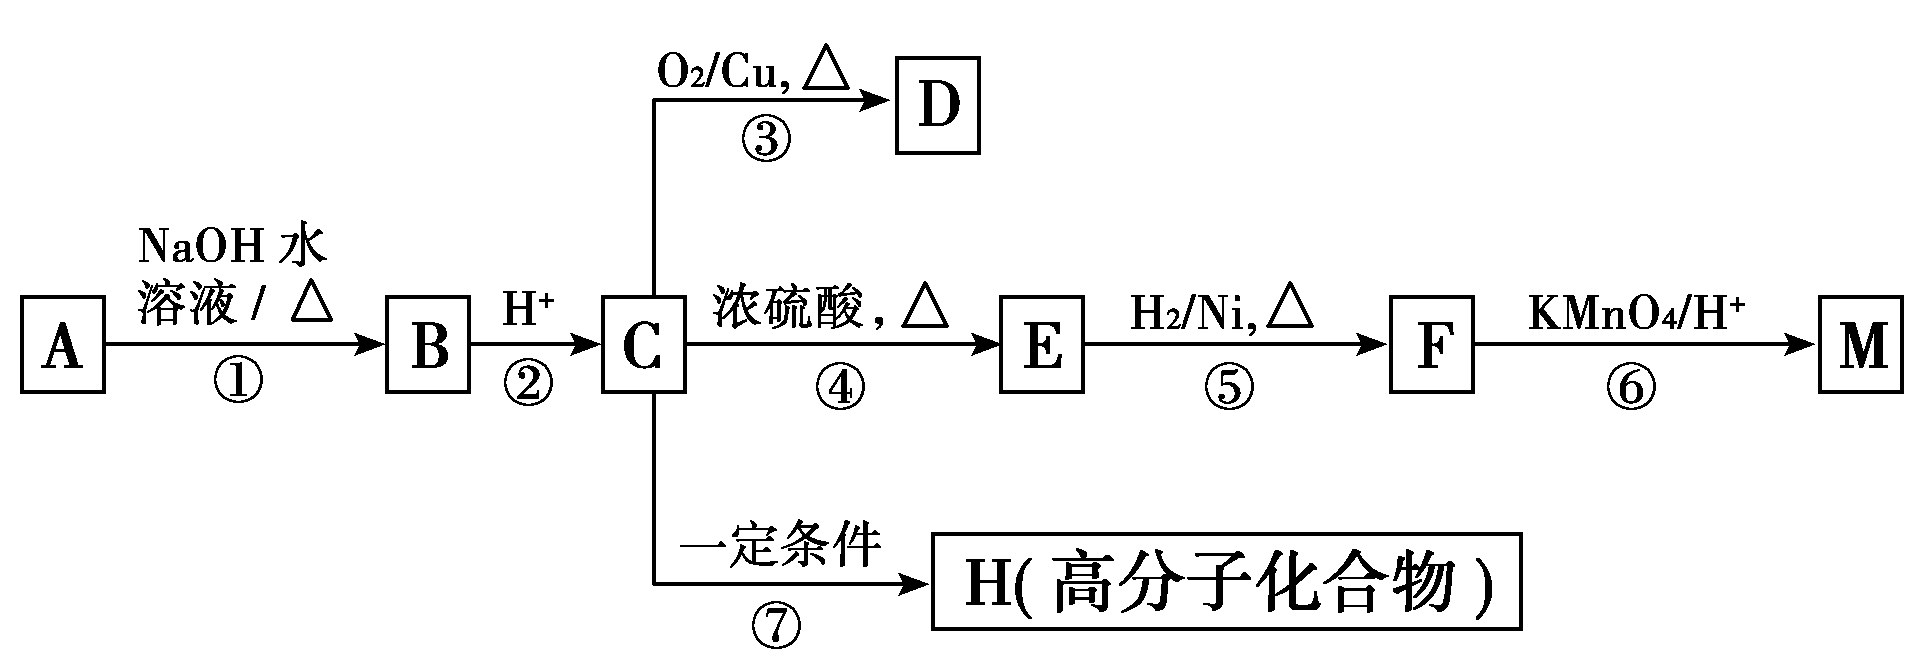 O₂/Cu, △
③
D
NaOH 水
溶液 / △
①
H⁺
②
浓硫酸, △
④
H₂/Ni, △
⑤
KMnO₄/H⁺
⑥
A
B
C
E
F
M
一定条件
⑦
H(高分子化合物)